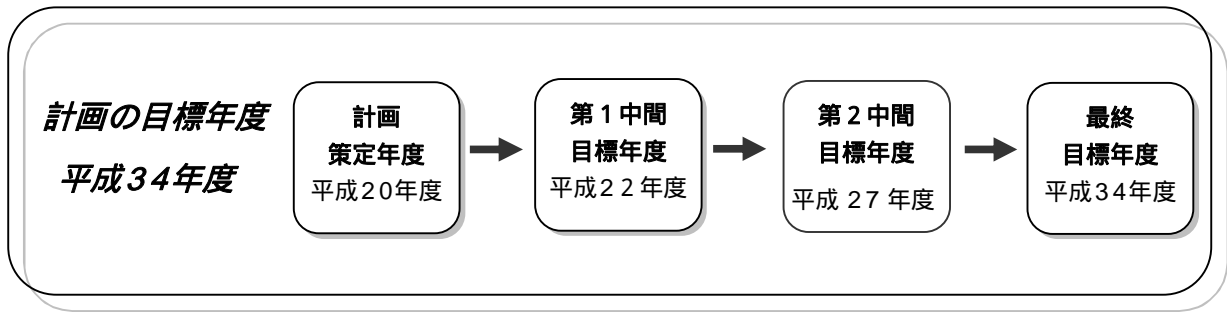 計画の目標年度
平成34年度
計画
策定年度
平成20年度
第1中間
目標年度
平成22年度
第2中間
目標年度
平成 27 年度
最終
目標年度
平成34年度